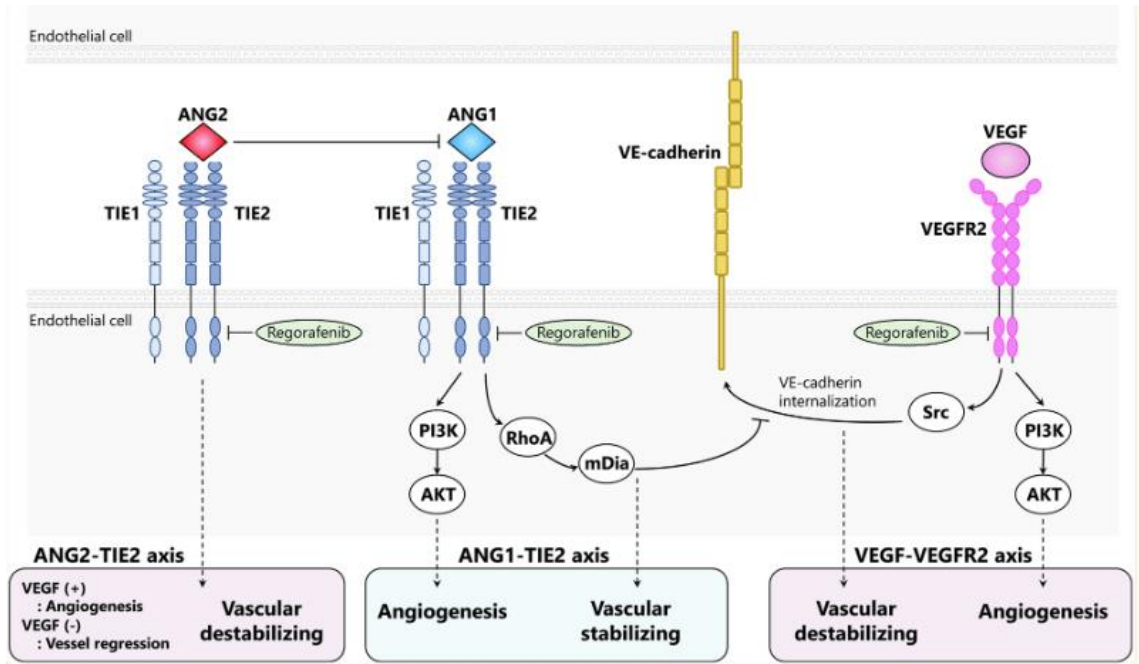 Endothelial cell
ANG2
ANG1
VEGF
VE-cadherin
TIE1
TIE2
TIE1
TIE2
VEGFR2
Endothelial cell
Regorafenib
Regorafenib
Regorafenib
VE-cadherin
internalization
Src
PI3K
RhoA
PI3K
mDia
AKT
AKT
ANG2-TIE2 axis
ANG1-TIE2 axis
VEGF-VEGFR2 axis
VEGF (+)
: Angiogenesis
VEGF (-)
: Vessel regression
Vascular
destabilizing
Angiogenesis
Vascular
stabilizing
Vascular
destabilizing
Angiogenesis